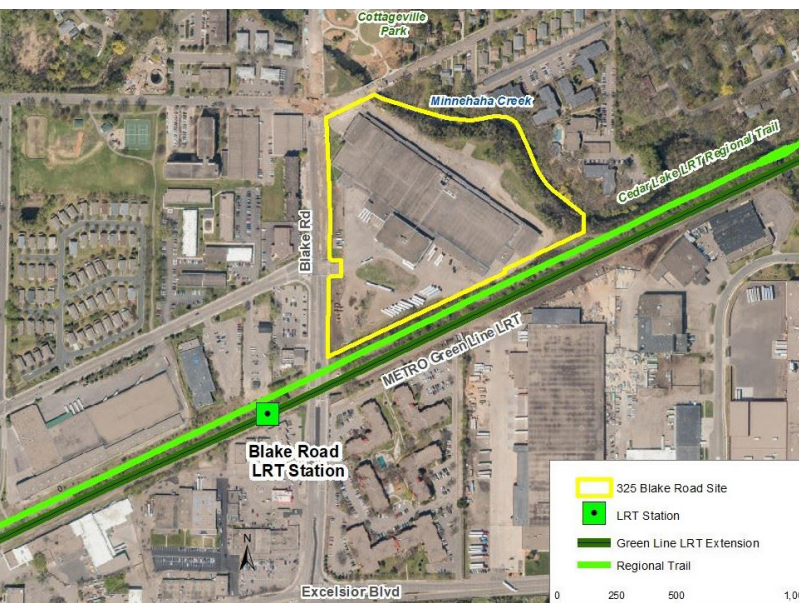 Cottageville
Park
Minnehaha Creek
Cedar Lake LRT Regional Trail
Blake Rd
METRO Green Line LRT
Blake Road
LRT Station
N
Excelsior Blvd
325 Blake Road Site
LRT Station
Green Line LRT Extension
Regional Trail
0 250 500